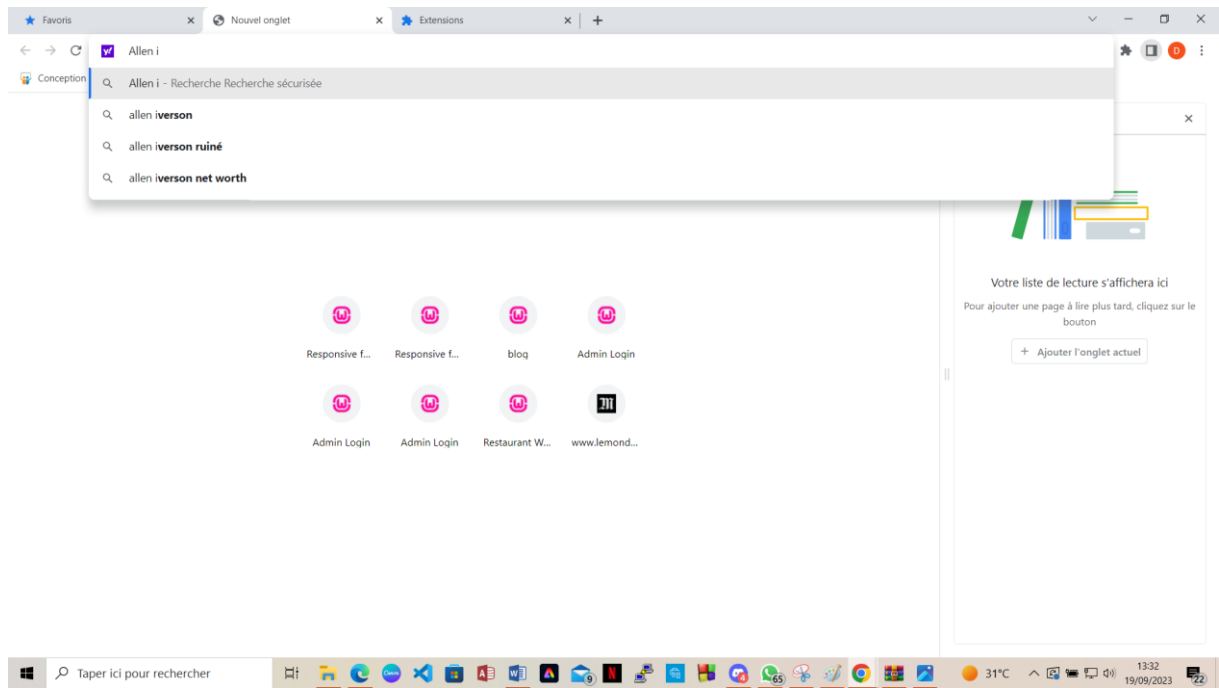 Favoris
Nouvel onglet
Extensions
Allen i
D
Conception
Allen i - Recherche Recherche sécurisée
allen iverson
allen iverson ruiné
allen iverson net worth
Votre liste de lecture s'affichera ici
Pour ajouter une page à lire plus tard, cliquez sur le
bouton
+ Ajouter l'onglet actuel
Responsive f...
Responsive f...
blog
Admin Login
Admin Login
Admin Login
Restaurant W...
www.lemond...
Taper ici pour rechercher
9
65
31°C
13:32
19/09/2023
22